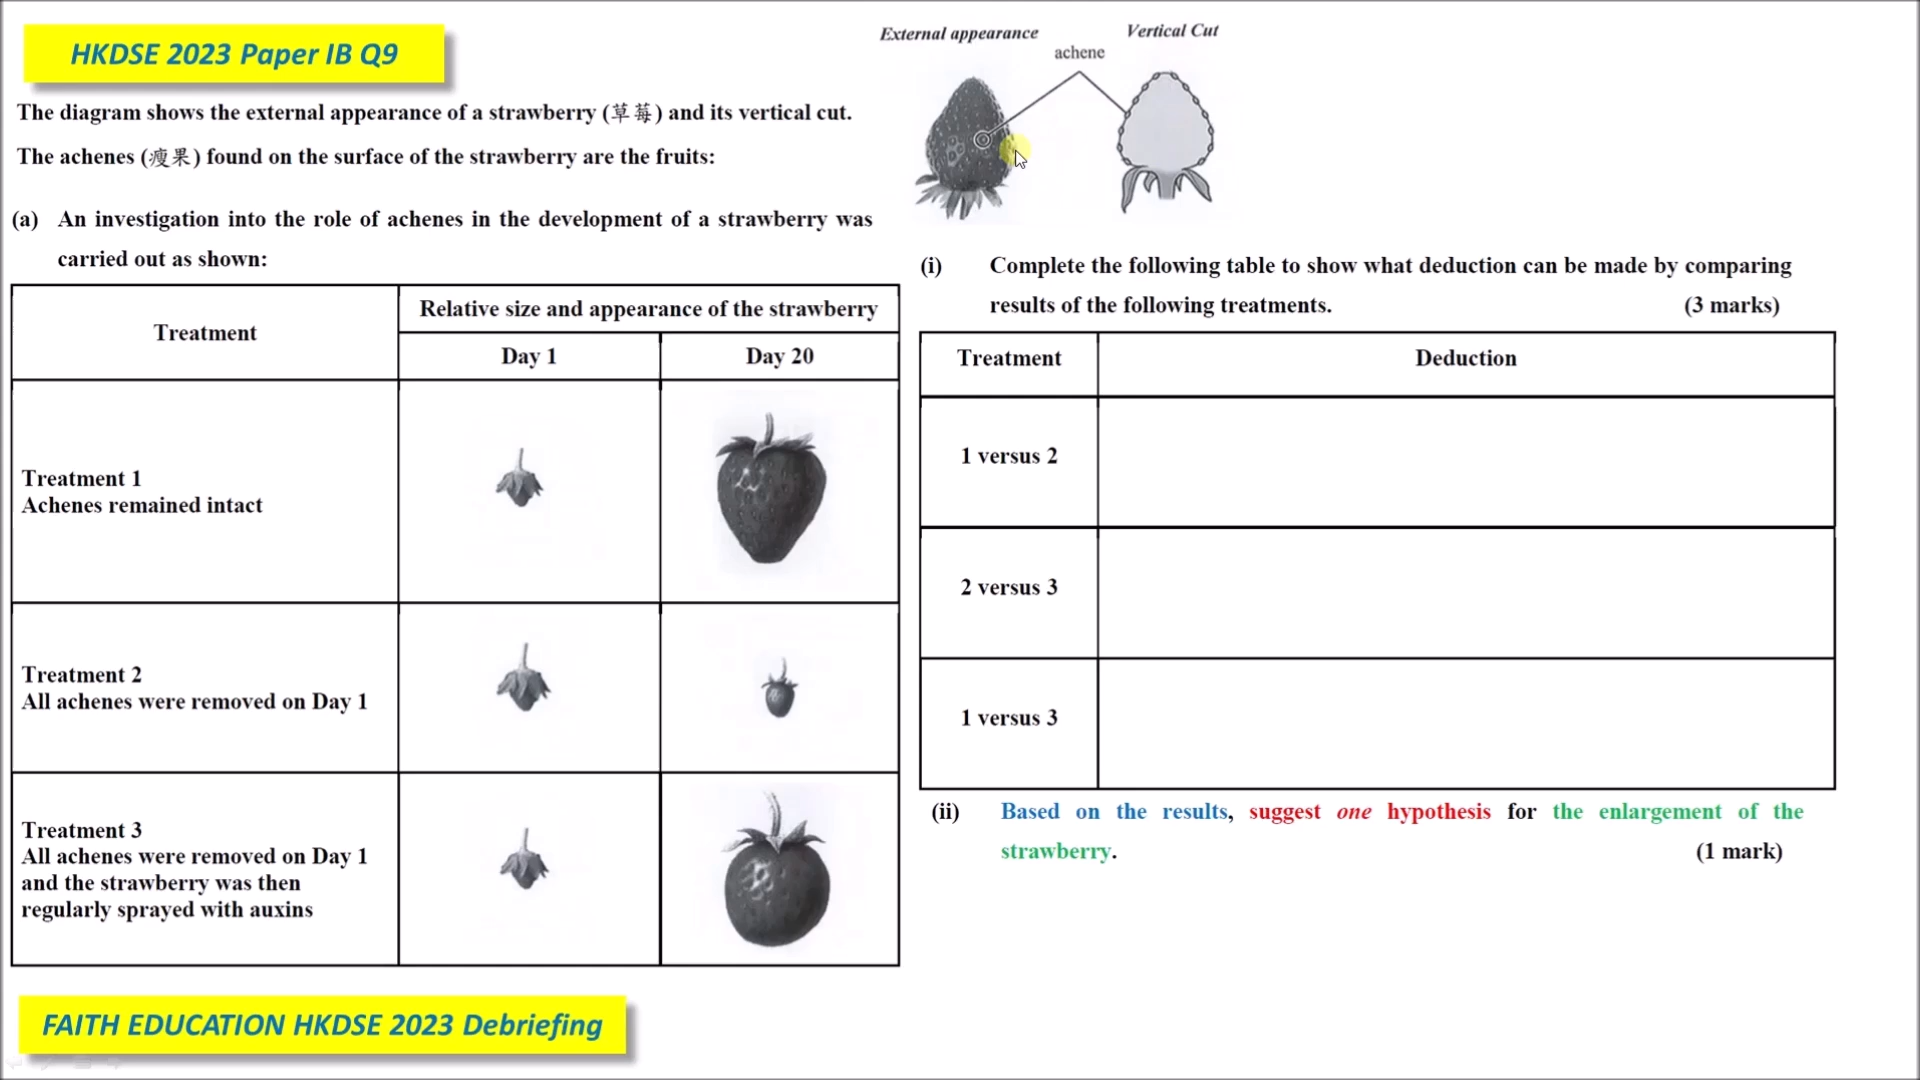 HKDSE 2023 Paper IB Q9
The diagram shows the external appearance of a strawberry (草莓) and its vertical cut.
The achenes (瘦果) found on the surface of the strawberry are the fruits:
External appearance
Vertical Cut
achene
(a) An investigation into the role of achenes in the development of a strawberry was
carried out as shown:
Treatment
Relative size and appearance of the strawberry
Day 1
Day 20
Treatment 1
Achenes remained intact
Treatment 2
All achenes were removed on Day 1
Treatment 3
All achenes were removed on Day 1
and the strawberry was then
regularly sprayed with auxins
(i) Complete the following table to show what deduction can be made by comparing
results of the following treatments. (3 marks)
Treatment
Deduction
1 versus 2
2 versus 3
1 versus 3
(ii) Based on the results, suggest one hypothesis for the enlargement of the
strawberry. (1 mark)
FAITH EDUCATION HKDSE 2023 Debriefing